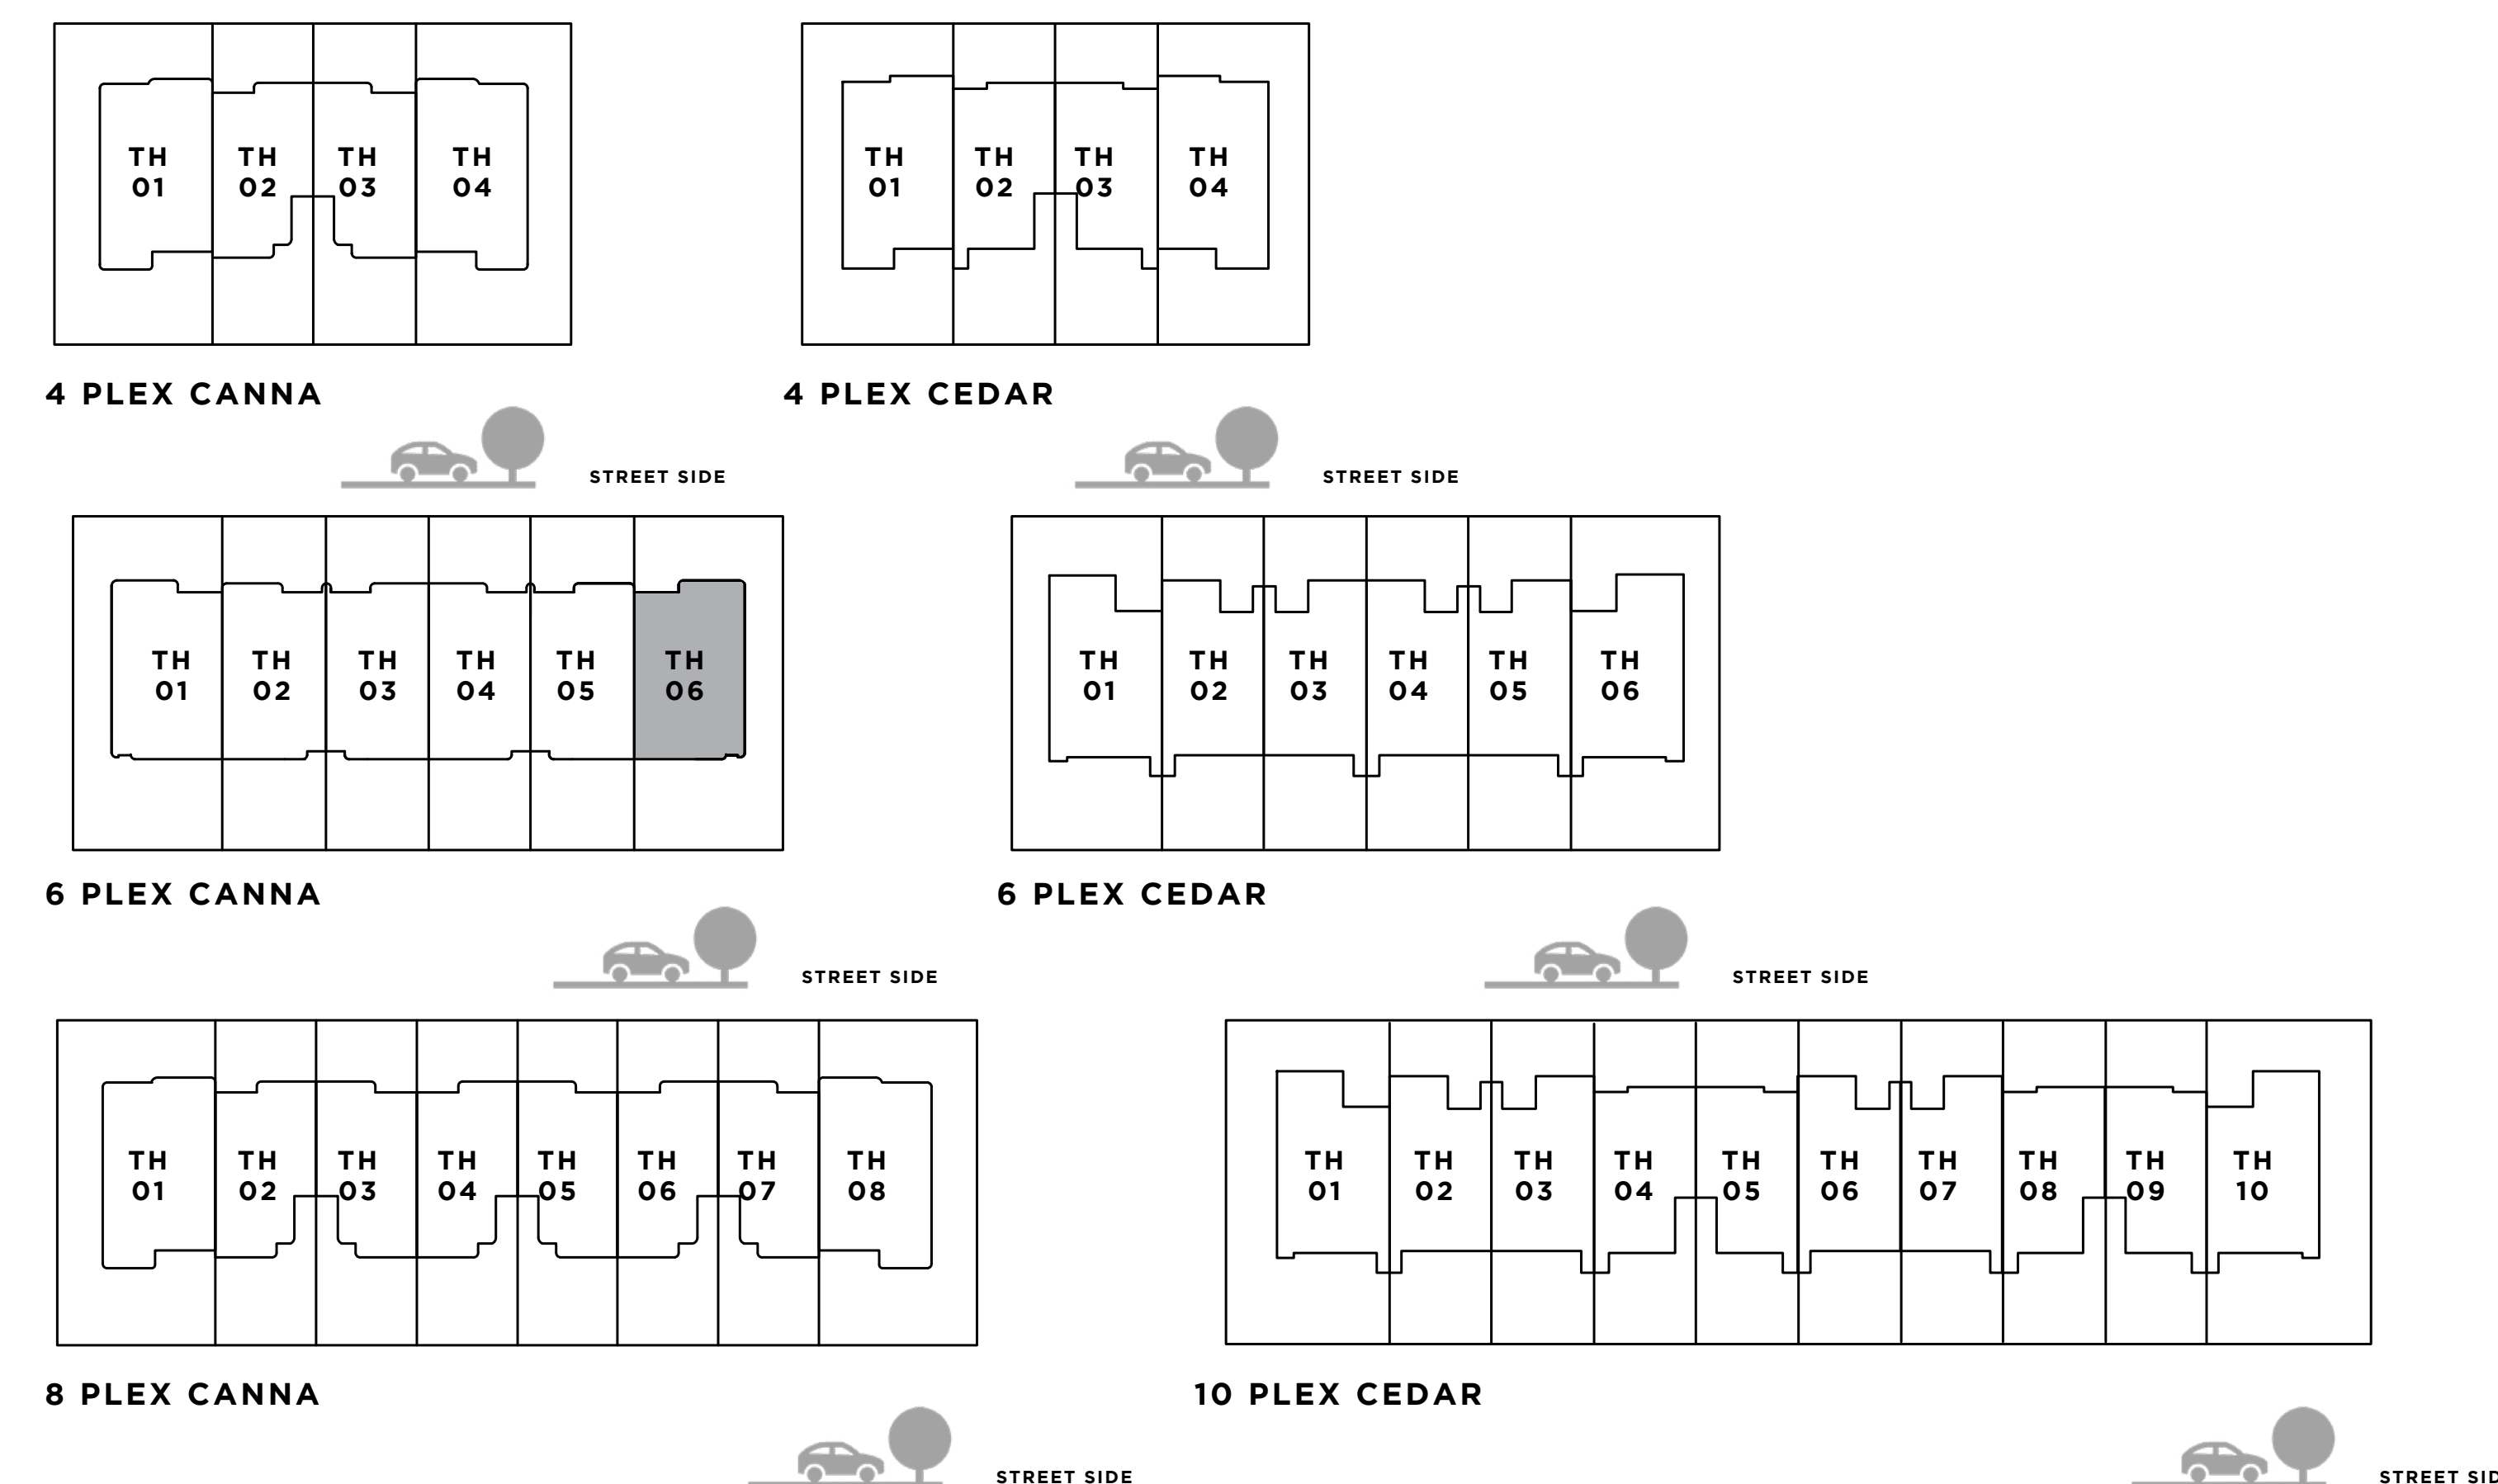 TH
01
TH
02
TH
03
TH
04
4 PLEX CANNA
STREET SIDE
TH
01
TH
02
TH
03
TH
04
4 PLEX CEDAR
STREET SIDE
TH
01
TH
02
TH
03
TH
04
TH
05
TH
06
6 PLEX CANNA
STREET SIDE
TH
01
TH
02
TH
03
TH
04
TH
05
TH
06
6 PLEX CEDAR
STREET SIDE
TH
01
TH
02
TH
03
TH
04
TH
05
TH
06
TH
07
TH
08
8 PLEX CANNA
STREET SIDE
TH
01
TH
02
TH
03
TH
04
TH
05
TH
06
TH
07
TH
08
TH
09
TH
10
10 PLEX CEDAR
STREET SID